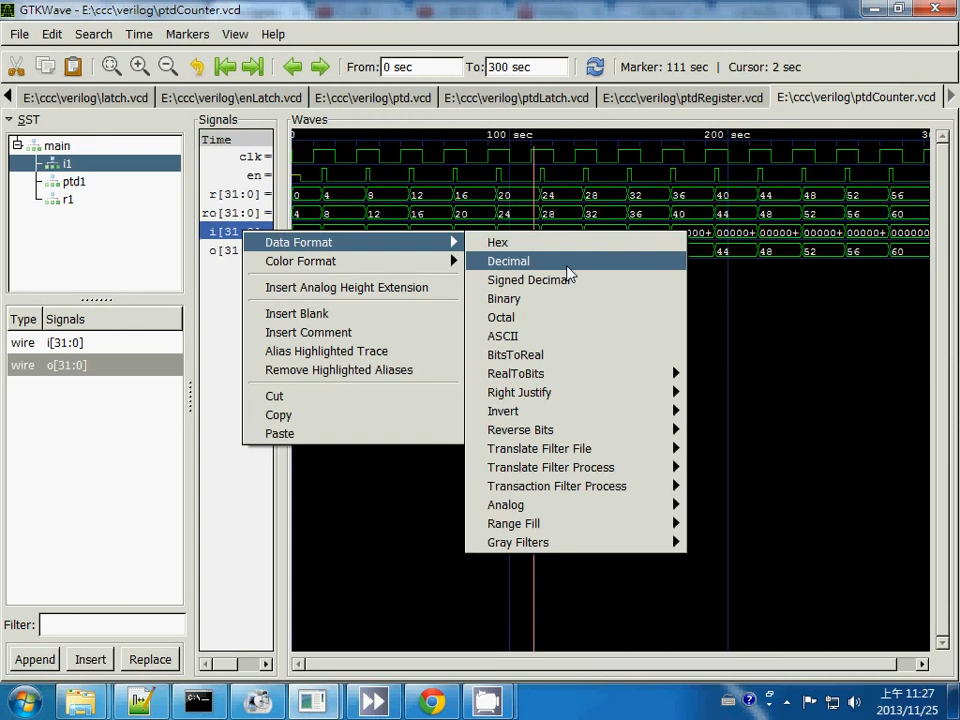 GTKWave - E:\ccc\verilog\ptdCounter.vcd
File Edit Search Time Markers View Help
From: 0 sec To: 300 sec Marker: 111 sec | Cursor: 2 sec
E:\ccc\verilog\latch.vcd E:\ccc\verilog\enLatch.vcd E:\ccc\verilog\ptd.vcd E:\ccc\verilog\ptdLatch.vcd E:\ccc\verilog\ptdRegister.vcd E:\ccc\verilog\ptdCounter.vcd
SST
main
i1
ptd1
r1
Type Signals
wire i[31:0]
wire o[31:0]
Filter:
Append Insert Replace
Signals
Time
clk=
en=
r[31:0]=
ro[31:0]=
i[31:0]=
o[31
Waves
0 100 sec 200 sec 30
0 4 8 12 16 20 24 28 32 36 40 44 48 52 56
4 8 12 16 20 24 28 32 36 40 44 48 52 56 60
00000+ 00000+ 00000+ 00000+ 000000
44 48 52 56 60
Data Format
Color Format
Insert Analog Height Extension
Insert Blank
Insert Comment
Alias Highlighted Trace
Remove Highlighted Aliases
Cut
Copy
Paste
Hex
Decimal
Signed Decimal
Binary
Octal
ASCII
BitsToReal
RealToBits
Right Justify
Invert
Reverse Bits
Translate Filter File
Translate Filter Process
Transaction Filter Process
Analog
Range Fill
Gray Filters
上午 11:27
2013/11/25